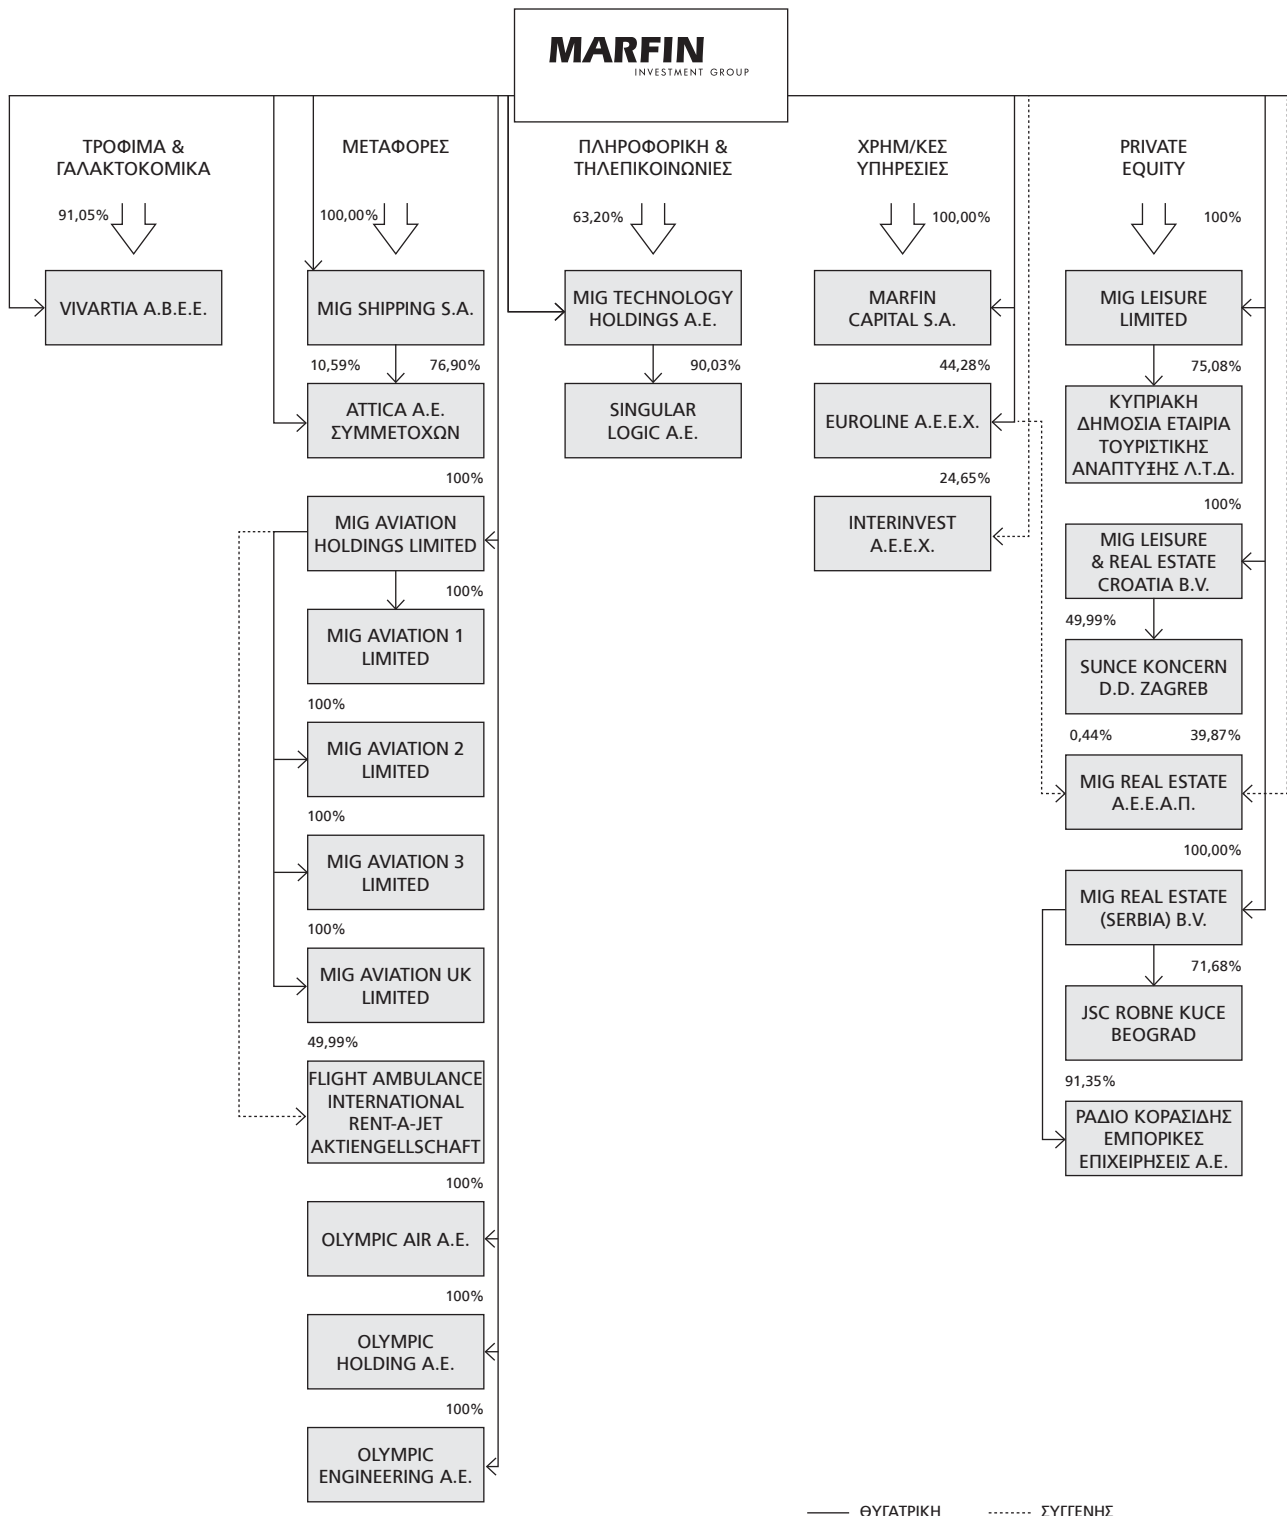 MARFIN
INVESTMENT GROUP
ΤΡΟΦΙΜΑ &
ΓΑΛΑΚΤΟΚΟΜΙΚΑ
91,05%
VIVARTIA Α.Β.Ε.Ε.
ΜΕΤΑΦΟΡΕΣ
100,00%
MIG SHIPPING S.A.
10,59%
76,90%
ATTICA A.E.
ΣΥΜΜΕΤΟΧΩΝ
100%
MIG AVIATION
HOLDINGS LIMITED
100%
MIG AVIATION 1
LIMITED
100%
MIG AVIATION 2
LIMITED
100%
MIG AVIATION 3
LIMITED
100%
MIG AVIATION UK
LIMITED
49,99%
FLIGHT AMBULANCE
INTERNATIONAL
RENT-A-JET
AKTIENGELLSCHAFT
100%
OLYMPIC AIR A.E.
100%
OLYMPIC
HOLDING A.E.
100%
OLYMPIC
ENGINEERING A.E.
ΠΛΗΡΟΦΟΡΙΚΗ &
ΤΗΛΕΠΙΚΟΙΝΩΝΙΕΣ
63,20%
MIG TECHNOLOGY
HOLDINGS A.E.
90,03%
SINGULAR
LOGIC A.E.
ΧΡΗΜ/ΚΕΣ
ΥΠΗΡΕΣΙΕΣ
100,00%
MARFIN
CAPITAL S.A.
44,28%
EUROLINE Α.Ε.Ε.Χ.
24,65%
INTERINVEST
Α.Ε.Ε.Χ.
PRIVATE
EQUITY
100%
MIG LEISURE
LIMITED
75,08%
ΚΥΠΡΙΑΚΗ
ΔΗΜΟΣΙΑ ΕΤΑΙΡΙΑ
ΤΟΥΡΙΣΤΙΚΗΣ
ΑΝΑΠΤΥΞΗΣ Λ.Τ.Δ.
100%
MIG LEISURE
& REAL ESTATE
CROATIA B.V.
49,99%
SUNCE KONCERN
D.D. ZAGREB
0,44%
39,87%
MIG REAL ESTATE
Α.Ε.Ε.Α.Π.
100,00%
MIG REAL ESTATE
(SERBIA) B.V.
71,68%
JSC ROBNE KUCE
BEOGRAD
91,35%
ΡΑΔΙΟ ΚΟΡΑΣΙΔΗΣ
ΕΜΠΟΡΙΚΕΣ
ΕΠΙΧΕΙΡΗΣΕΙΣ Α.Ε.
ΘΥΓΑΤΡΙΚΗ
ΣΥΓΓΕΝΗΣ